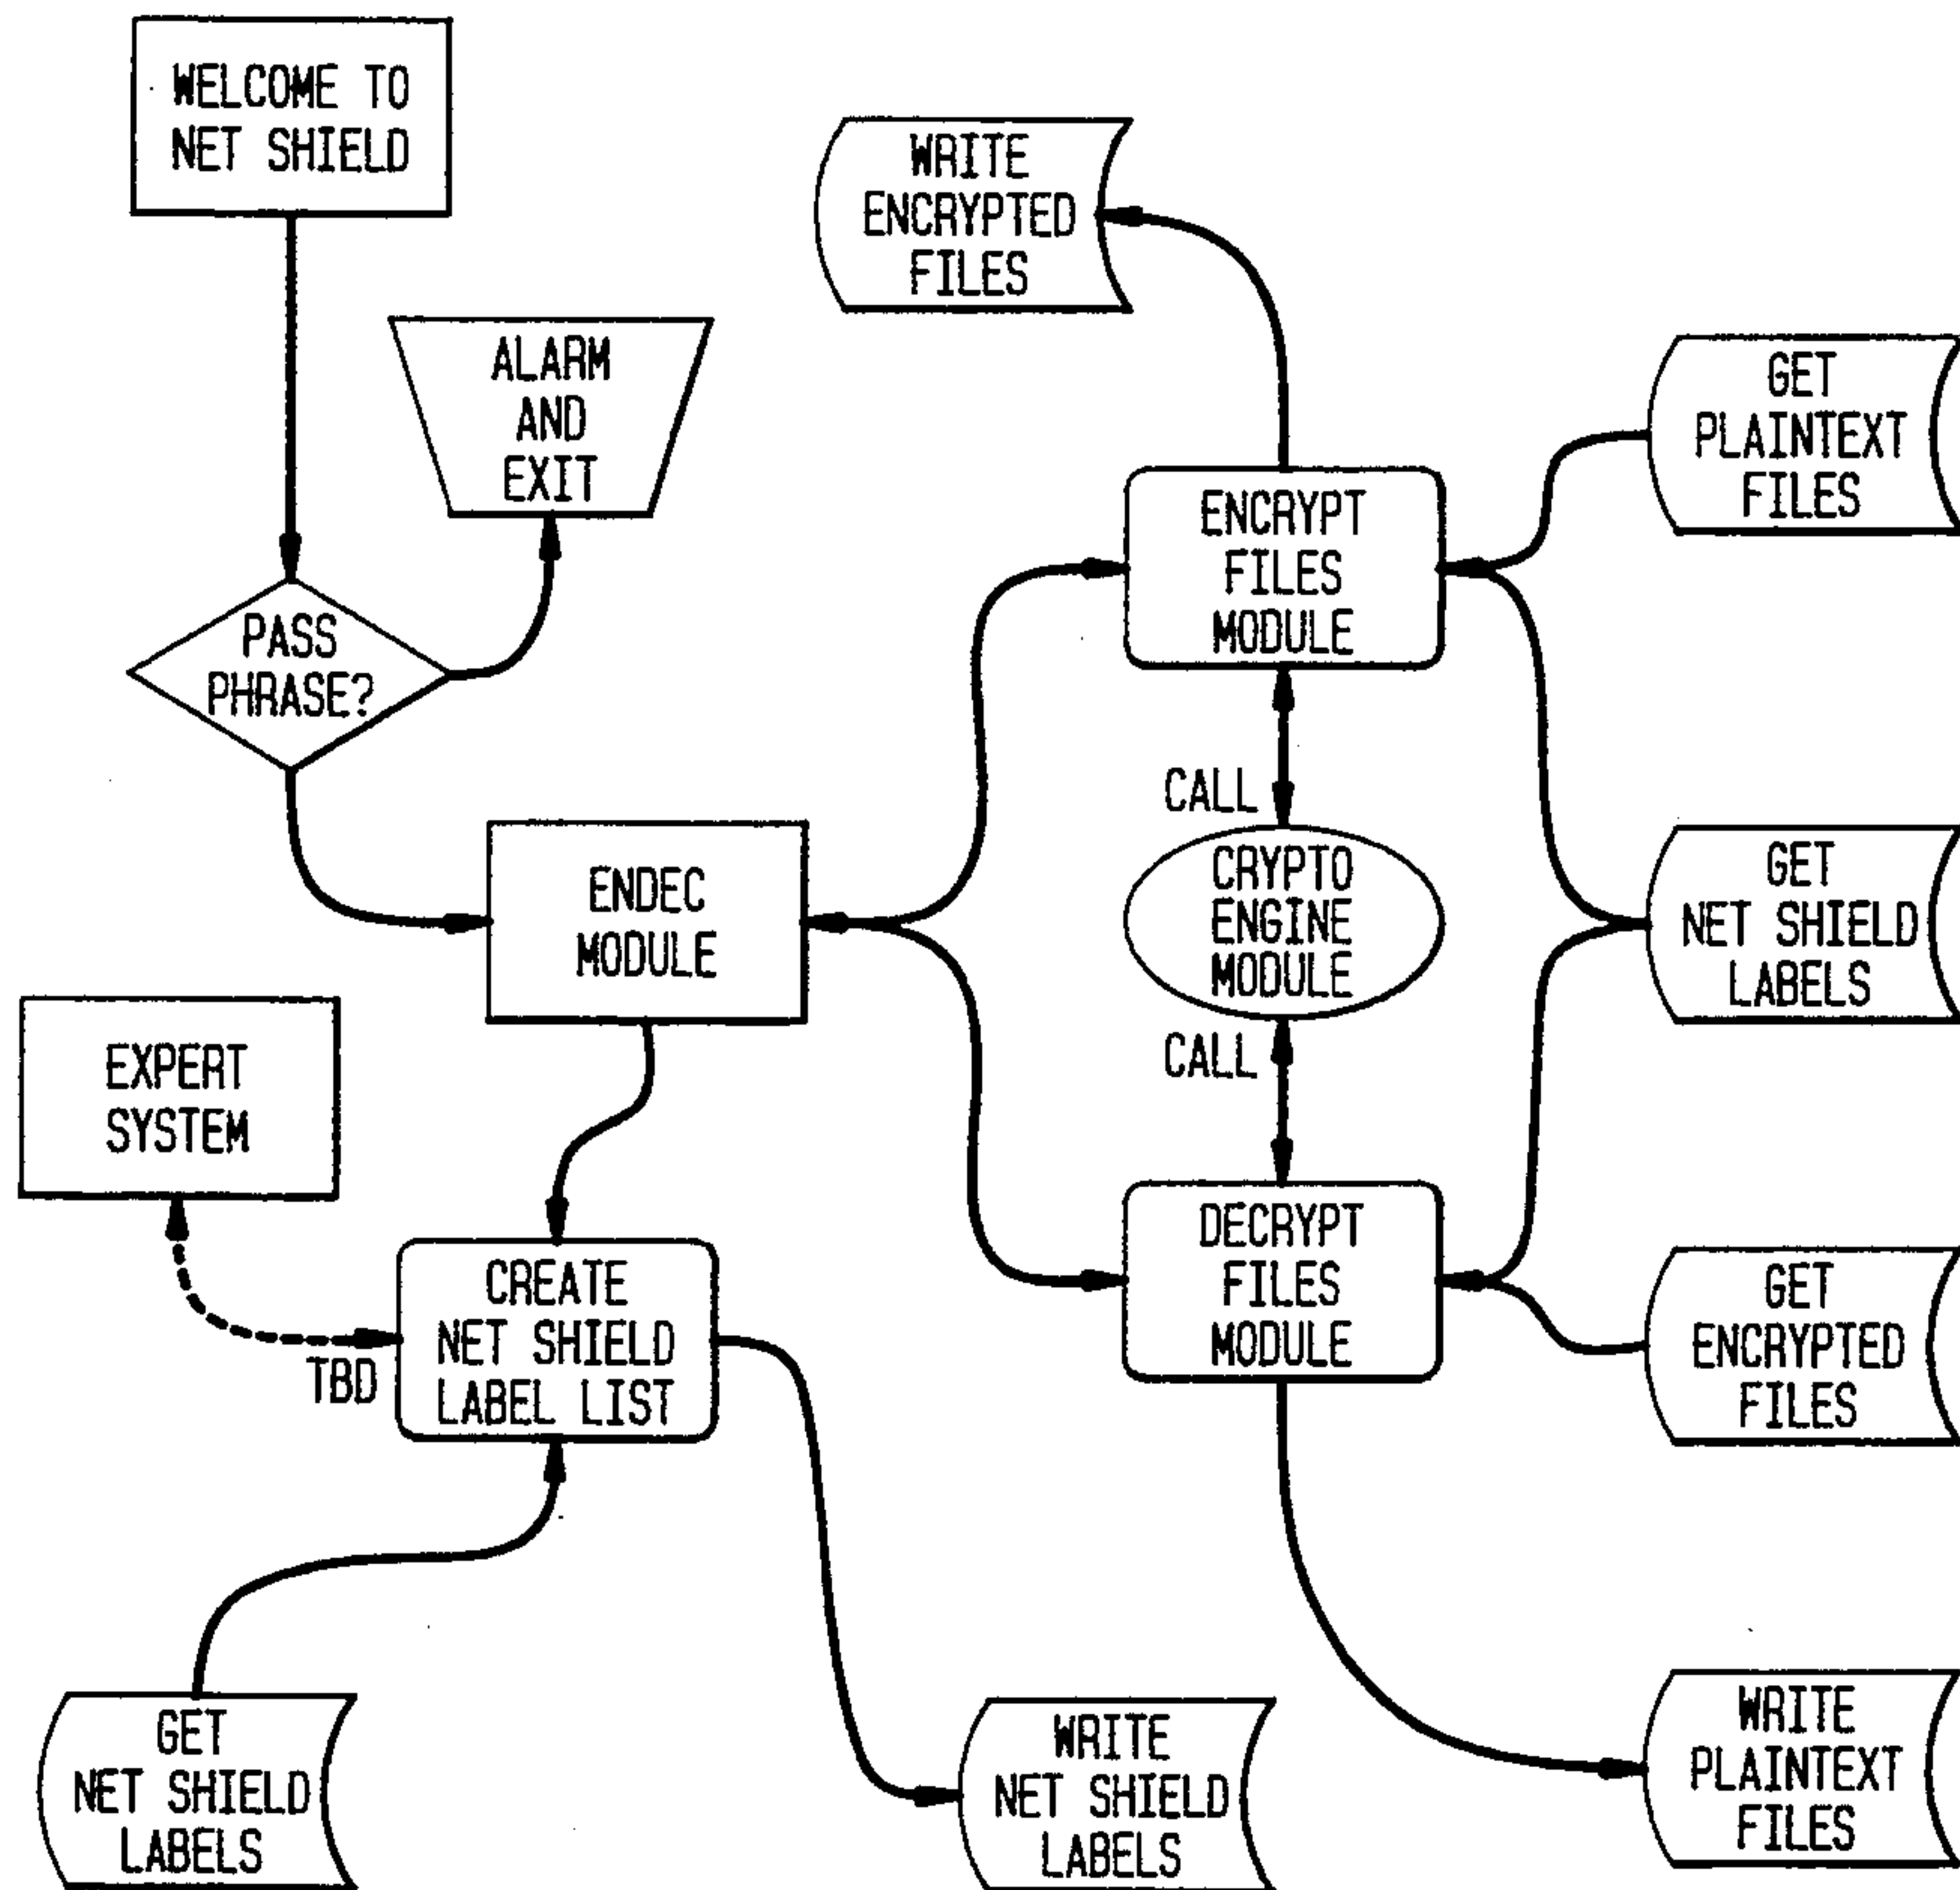 WELCOME TO
NET SHIELD
WRITE
ENCRYPTED
FILES
ALARM
AND
EXIT
GET
PLAINTEXT
FILES
ENCRYPT
FILES
MODULE
PASS
PHRASE?
CALL
ENDEC
MODULE
CRYPTO
ENGINE
MODULE
GET
NET SHIELD
LABELS
CALL
EXPERT
SYSTEM
DECRYPT
FILES
MODULE
GET
ENCRYPTED
FILES
CREATE
NET SHIELD
LABEL LIST
TBD
GET
NET SHIELD
LABELS
WRITE
NET SHIELD
LABELS
WRITE
PLAINTEXT
FILES